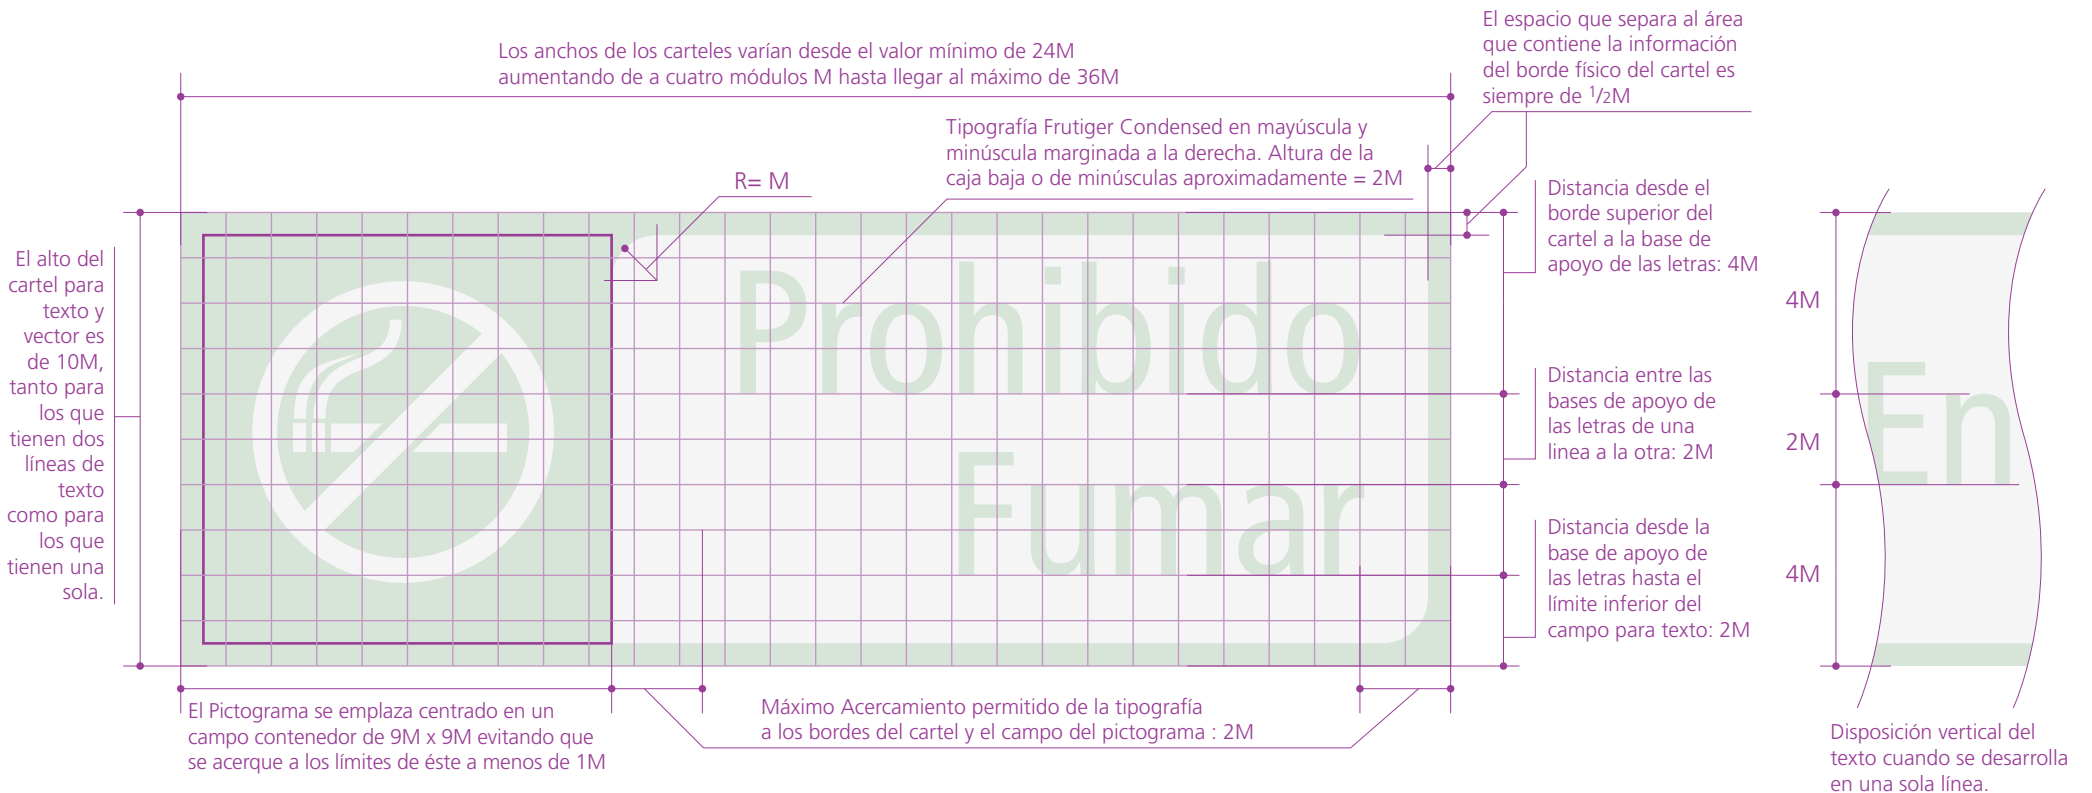 Los anchos de los carteles varían desde el valor mínimo de 24M
aumentando de a cuatro módulos M hasta llegar al máximo de 36M
El espacio que separa al área
que contiene la información
del borde físico del cartel es
siempre de 1/2M
Tipografía Frutiger Condensed en mayúscula y
minúscula marginada a la derecha. Altura de la
caja baja o de minúsculas aproximadamente = 2M
R= M
El alto del
cartel para
texto y
vector es
de 10M,
tanto para
los que
tienen dos
líneas de
texto
como para
los que
tienen una
sola.
Prohibido
Fumar
Distancia desde el
borde superior del
cartel a la base de
apoyo de las letras: 4M
Distancia entre las
bases de apoyo de
las letras de una
linea a la otra: 2M
Distancia desde la
base de apoyo de
las letras hasta el
límite inferior del
campo para texto: 2M
4M
2M
4M
En
El Pictograma se emplaza centrado en un
campo contenedor de 9M x 9M evitando que
se acerque a los límites de éste a menos de 1M
Máximo Acercamiento permitido de la tipografía
a los bordes del cartel y el campo del pictograma : 2M
Disposición vertical del
texto cuando se desarrolla
en una sola línea.